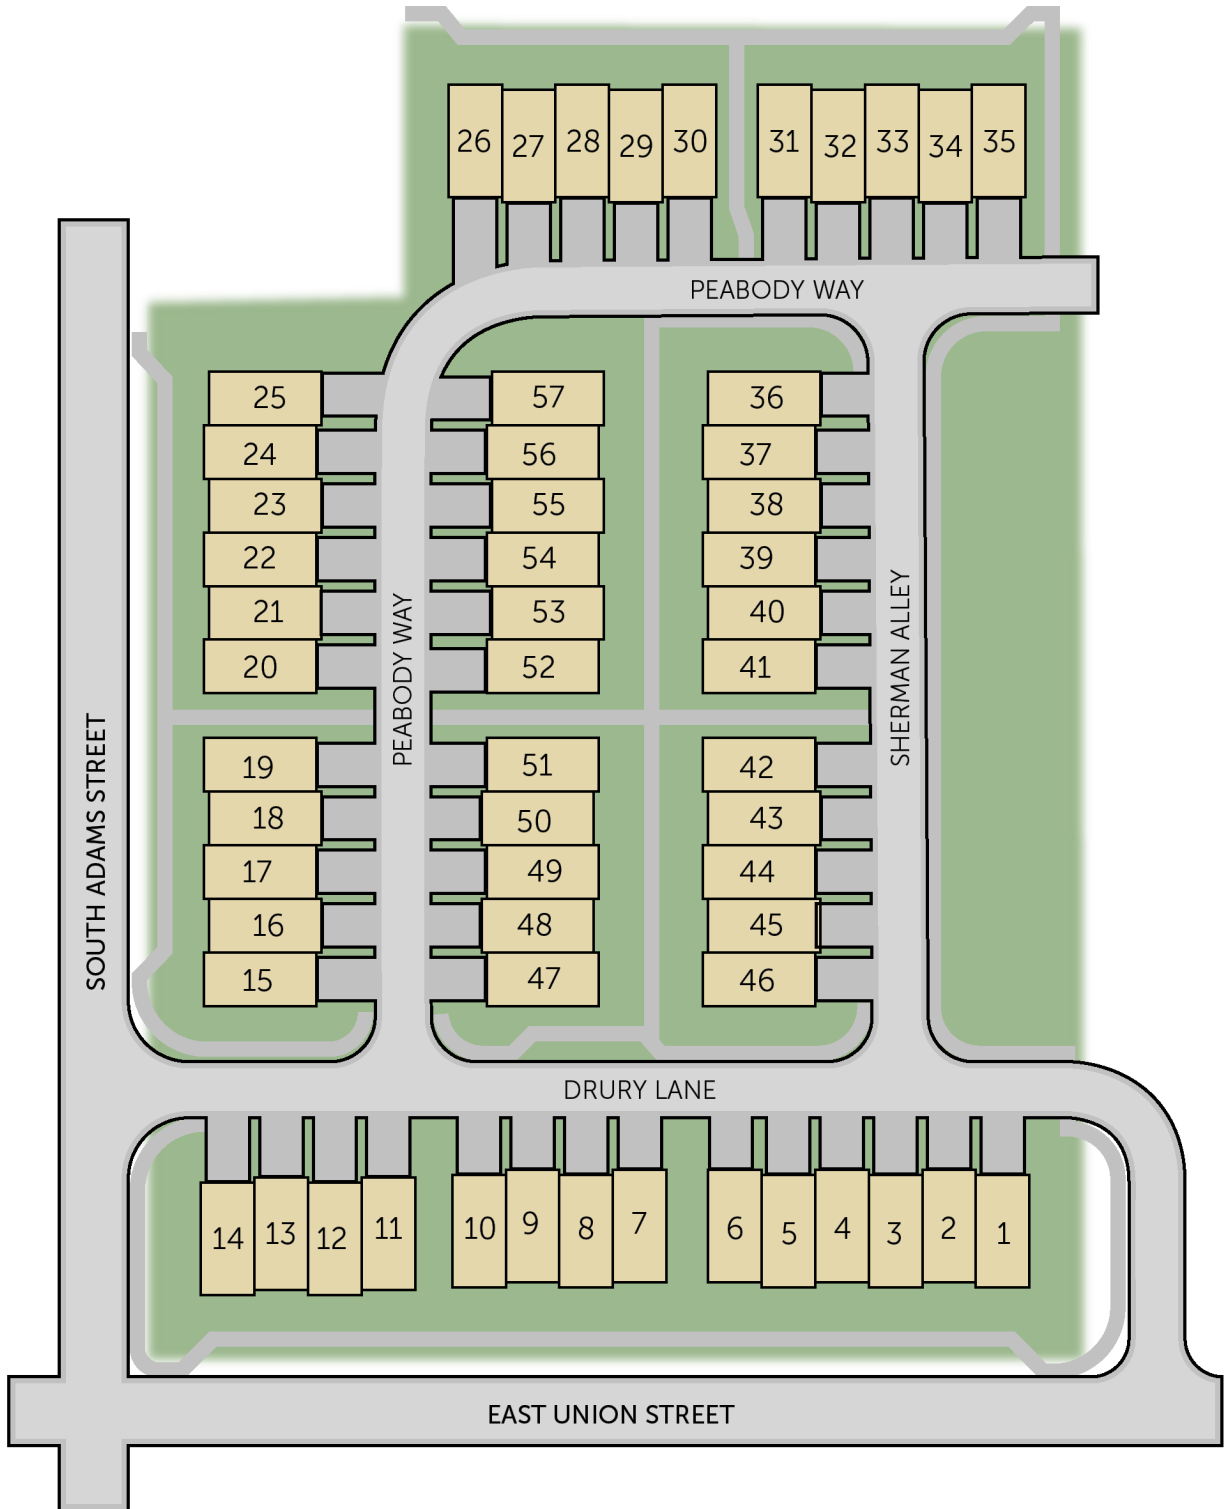 26 27 28 29 30 31 32 33 34 35
PEABODY WAY
25 57 36
24 56 37
23 55 38
22 54 39
21 53 40
20 52 41
PEABODY WAY
SHERMAN ALLEY
SOUTH ADAMS STREET
19 51 42
18 50 43
17 49 44
16 48 45
15 47 46
DRURY LANE
14 13 12 11 10 9 8 7 6 5 4 3 2 1
EAST UNION STREET